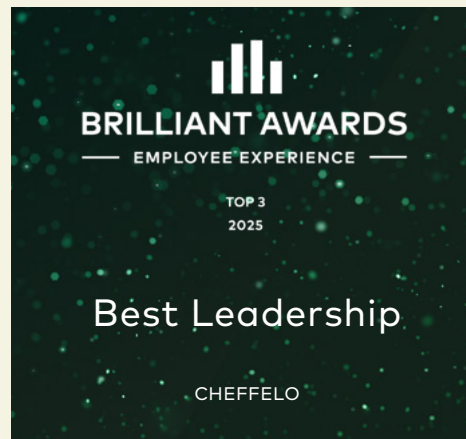 BRILLIANT AWARDS
EMPLOYEE EXPERIENCE
TOP 3
2025
Best Leadership
CHEFFELO